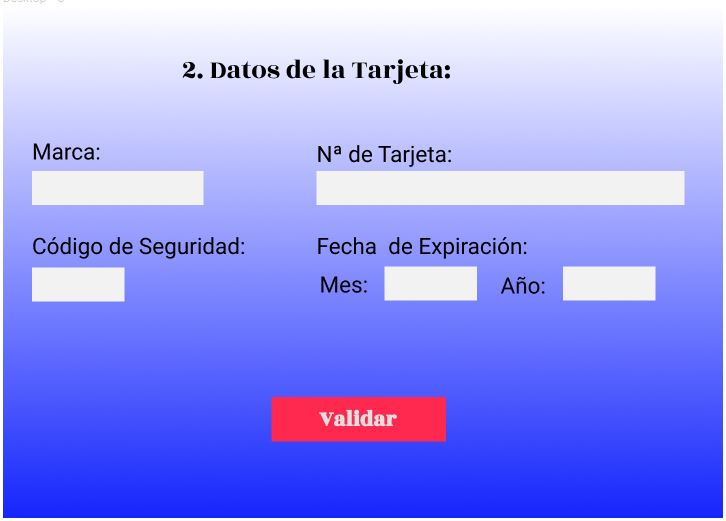 2. Datos de la Tarjeta:
Marca:
Nª de Tarjeta:
Código de Seguridad:
Fecha de Expiración:
Mes:
Año:
Validar